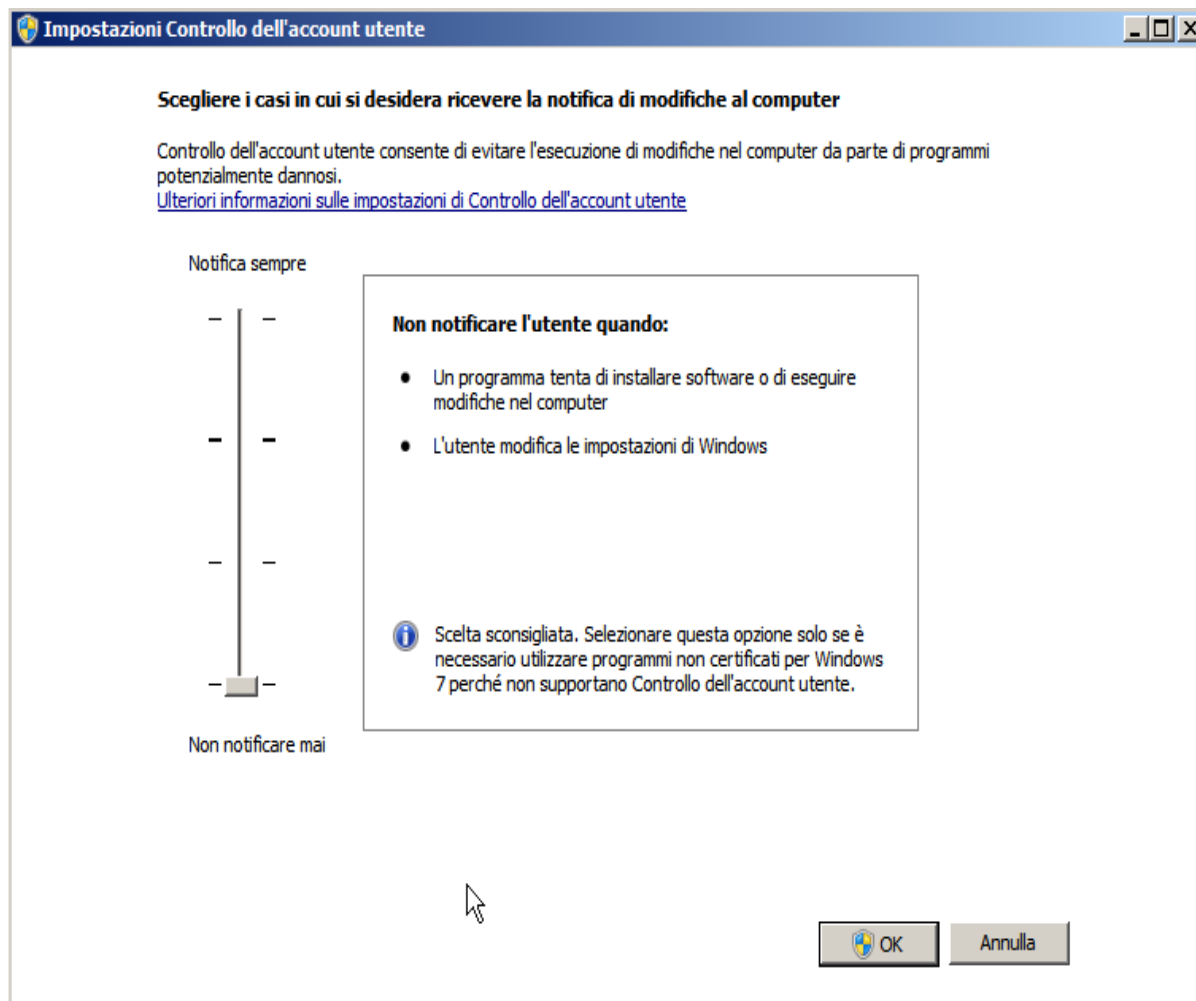 Impostazioni Controllo dell'account utente
Scegliere i casi in cui si desidera ricevere la notifica di modifiche al computer
Controllo dell'account utente consente di evitare l'esecuzione di modifiche nel computer da parte di programmi
potenzialmente dannosi.
Ulteriori informazioni sulle impostazioni di Controllo dell'account utente
Notifica sempre
Non notificare l'utente quando:
Un programma tenta di installare software o di eseguire
modifiche nel computer
L'utente modifica le impostazioni di Windows
Scelta sconsigliata. Selezionare questa opzione solo se è
necessario utilizzare programmi non certificati per Windows
7 perché non supportano Controllo dell'account utente.
Non notificare mai
OK
Annulla